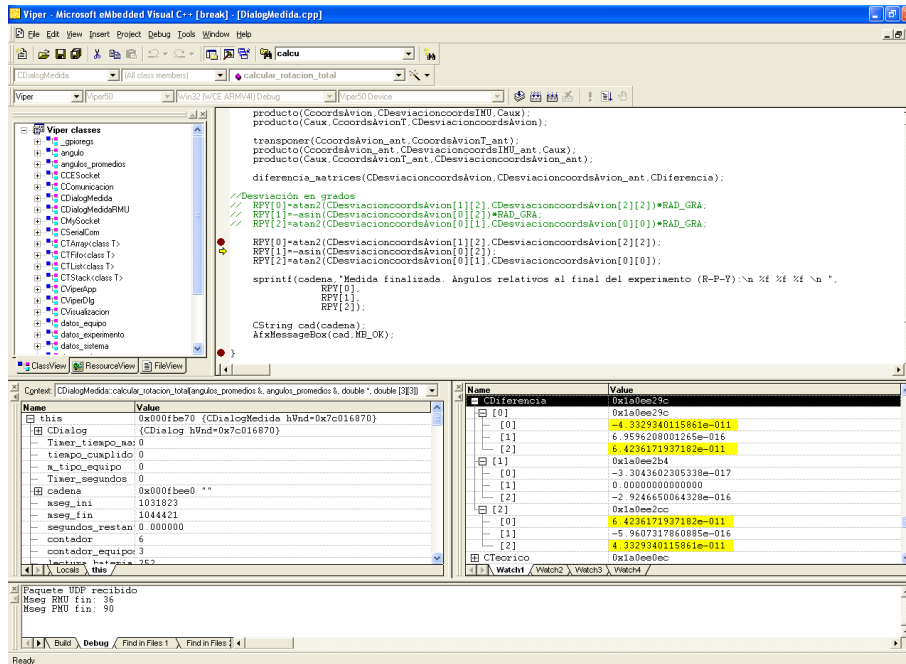 Viper - Microsoft eMbedded Visual C++ [break] - [DialogMedida.cpp]
File Edit View Insert Project Debug Tools Window Help
calcu
CDialogMedida (All class members) calcular_rotacion_total
Viper Viper50 Win32 (WCE ARMV4I) Debug Viper50 Device
Viper classes
_gpioregs
angulo
angulos_promedios
CCESocket
CComunicacion
CDialogMedida
CDialogMedidaRMU
CMySocket
CSerialCom
CTArray<class T>
CTFifo<class T>
CTList<class T>
CTStack<class T>
CViperApp
CViperDlg
CVisualizacion
datos_equipo
datos_experimento
datos_sistema
ClassView ResourceView FileView
producto(CcoordsAvion,CDesviacioncoordsIMU,Caux);
producto(Caux,CcoordsAvionT,CDesviacioncoordsAvion);
transponer(CcoordsAvion_ant,CcoordsAvionT_ant);
producto(CcoordsAvion_ant,CDesviacioncoordsIMU_ant,Caux);
producto(Caux,CcoordsAvionT_ant,CDesviacioncoordsAvion_ant);
diferencia_matrices(CDesviacioncoordsAvion,CDesviacioncoordsAvion_ant,CDiferencia);
//Desviación en grados
// RPY[0]=atan2(CDesviacioncoordsAvion[1][2],CDesviacioncoordsAvion[2][2])*RAD_GRA;
// RPY[1]=-asin(CDesviacioncoordsAvion[0][2])*RAD_GRA;
// RPY[2]=atan2(CDesviacioncoordsAvion[0][1],CDesviacioncoordsAvion[0][0])*RAD_GRA;
RPY[0]=atan2(CDesviacioncoordsAvion[1][2],CDesviacioncoordsAvion[2][2]);
RPY[1]=-asin(CDesviacioncoordsAvion[0][2]);
RPY[2]=atan2(CDesviacioncoordsAvion[0][1],CDesviacioncoordsAvion[0][0]);
sprintf(cadena,"Medida finalizada. Angulos relativos al final del experimento (R-P-Y):\n %f %f %f \n ",
RPY[0],
RPY[1],
RPY[2]);
CString cad(cadena);
AfxMessageBox(cad,MB_OK);
}
Context: CDialogMedida::calcular_rotacion_total(angulos_promedios &, angulos_promedios &, double *, double [3][3])
Name Value
this 0x000fbe70 {CDialogMedida hWnd=0x7c016870}
CDialog {CDialog hWnd=0x7c016870}
Timer_tiempo_ma 0
tiempo_cumplido 0
m_tipo_equipo 0
Timer_segundos 0
cadena 0x000fbee0 ""
mseg_ini 1031823
mseg_fin 1044421
segundos_restan 0.000000
contador 6
contador_equipo 3
lectura_bateria 252
Locals this
Name Value
CDiferencia 0x1a0ee29c
[0] 0x1a0ee29c
[0] -4.3329340115861e-011
[1] 6.9596208001265e-016
[2] 6.4236171937182e-011
[1] 0x1a0ee2b4
[0] -3.3043602305338e-017
[1] 0.00000000000000
[2] -2.9246650064328e-016
[2] 0x1a0ee2cc
[0] 6.4236171937182e-011
[1] -5.9607317860885e-016
[2] 4.3329340115861e-011
CTeorico 0x1a0ee0ec
Watch1 Watch2 Watch3 Watch4
Paquete UDP recibido
Mseg RMU fin: 36
Mseg PMU fin: 90
Build Debug Find in Files 1 Find in Files
Ready